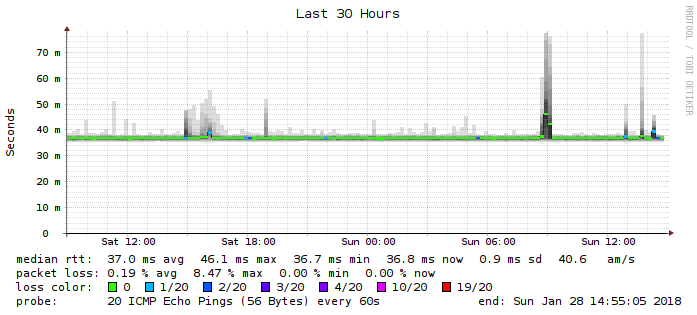 Last 30 Hours
RRDTOOL / TOBI OETIKER
Seconds
70 m
60 m
50 m
40 m
30 m
20 m
10 m
0
Sat 12:00 Sat 18:00 Sun 00:00 Sun 06:00 Sun 12:00
median rtt: 37.0 ms avg 46.1 ms max 36.7 ms min 36.8 ms now 0.9 ms sd 40.6 am/s
packet loss: 0.19 % avg 8.47 % max 0.00 % min 0.00 % now
loss color: 0 1/20 2/20 3/20 4/20 10/20 19/20
probe: 20 ICMP Echo Pings (56 Bytes) every 60s end: Sun Jan 28 14:55:05 2018